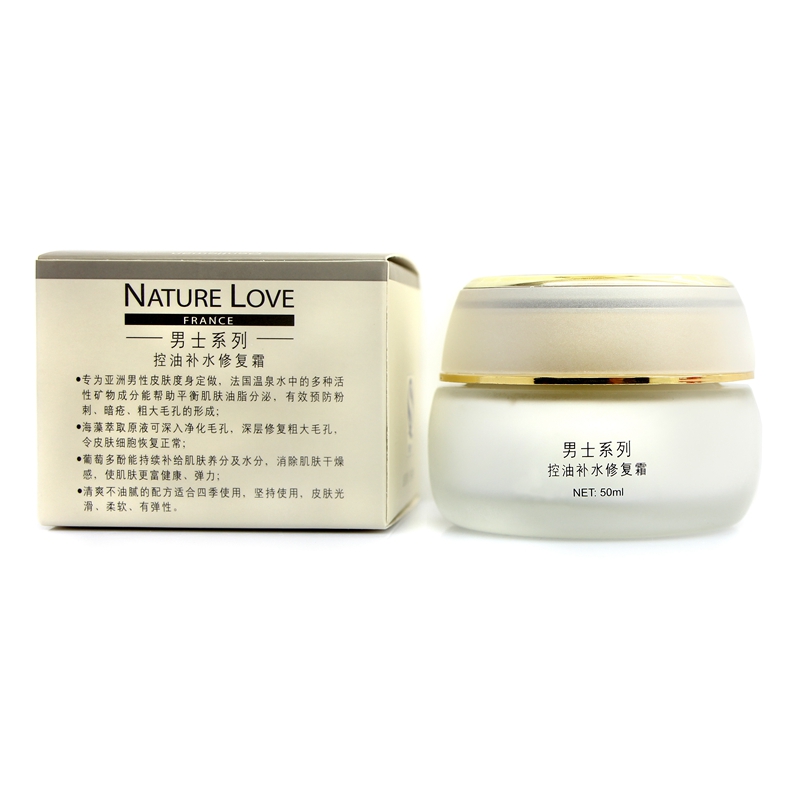 NATURE LOVE
FRANCE
男士系列
控油补水修复霜
•专为亚洲男性皮肤度身定做，法国温泉水中的多种活
性矿物成分能帮助平衡肌肤油脂分泌，有效预防粉
刺、暗疮、粗大毛孔的形成；
•海藻萃取原液可深入净化毛孔，深层修复粗大毛孔、
令皮肤细胞恢复正常；
•葡萄多酚能持续补给肌肤养分及水分，消除肌肤干燥
感，使肌肤更富健康、弹力；
•清爽不油腻的配方适合四季使用，坚持使用，皮肤光
滑、柔软、有弹性。
男士系列
控油补水修复霜
NET: 50ml